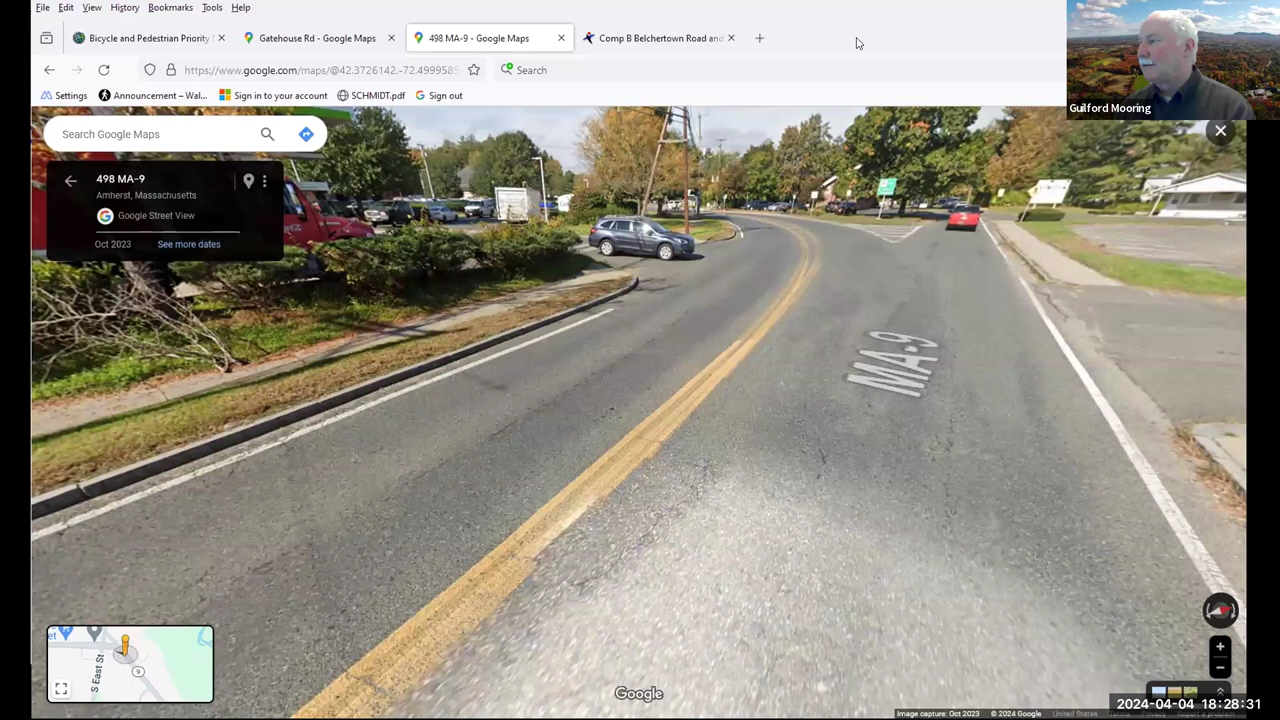 File Edit View History Bookmarks Tools Help
Bicycle and Pedestrian Priority
Gatehouse Rd - Google Maps
498 MA-9 - Google Maps
Comp B Belchertown Road and
https://www.google.com/maps/@42.3726142,-72.4999585
Search
Settings
Announcement – Wal...
Sign in to your account
SCHMIDT.pdf
Sign out
Guilford Mooring
Search Google Maps
498 MA-9
Amherst, Massachusetts
Google Street View
Oct 2023 See more dates
MA-9
S East St
9
Google
2024-04-04 18:28:31
Image capture: Oct 2023 © 2024 Google United States